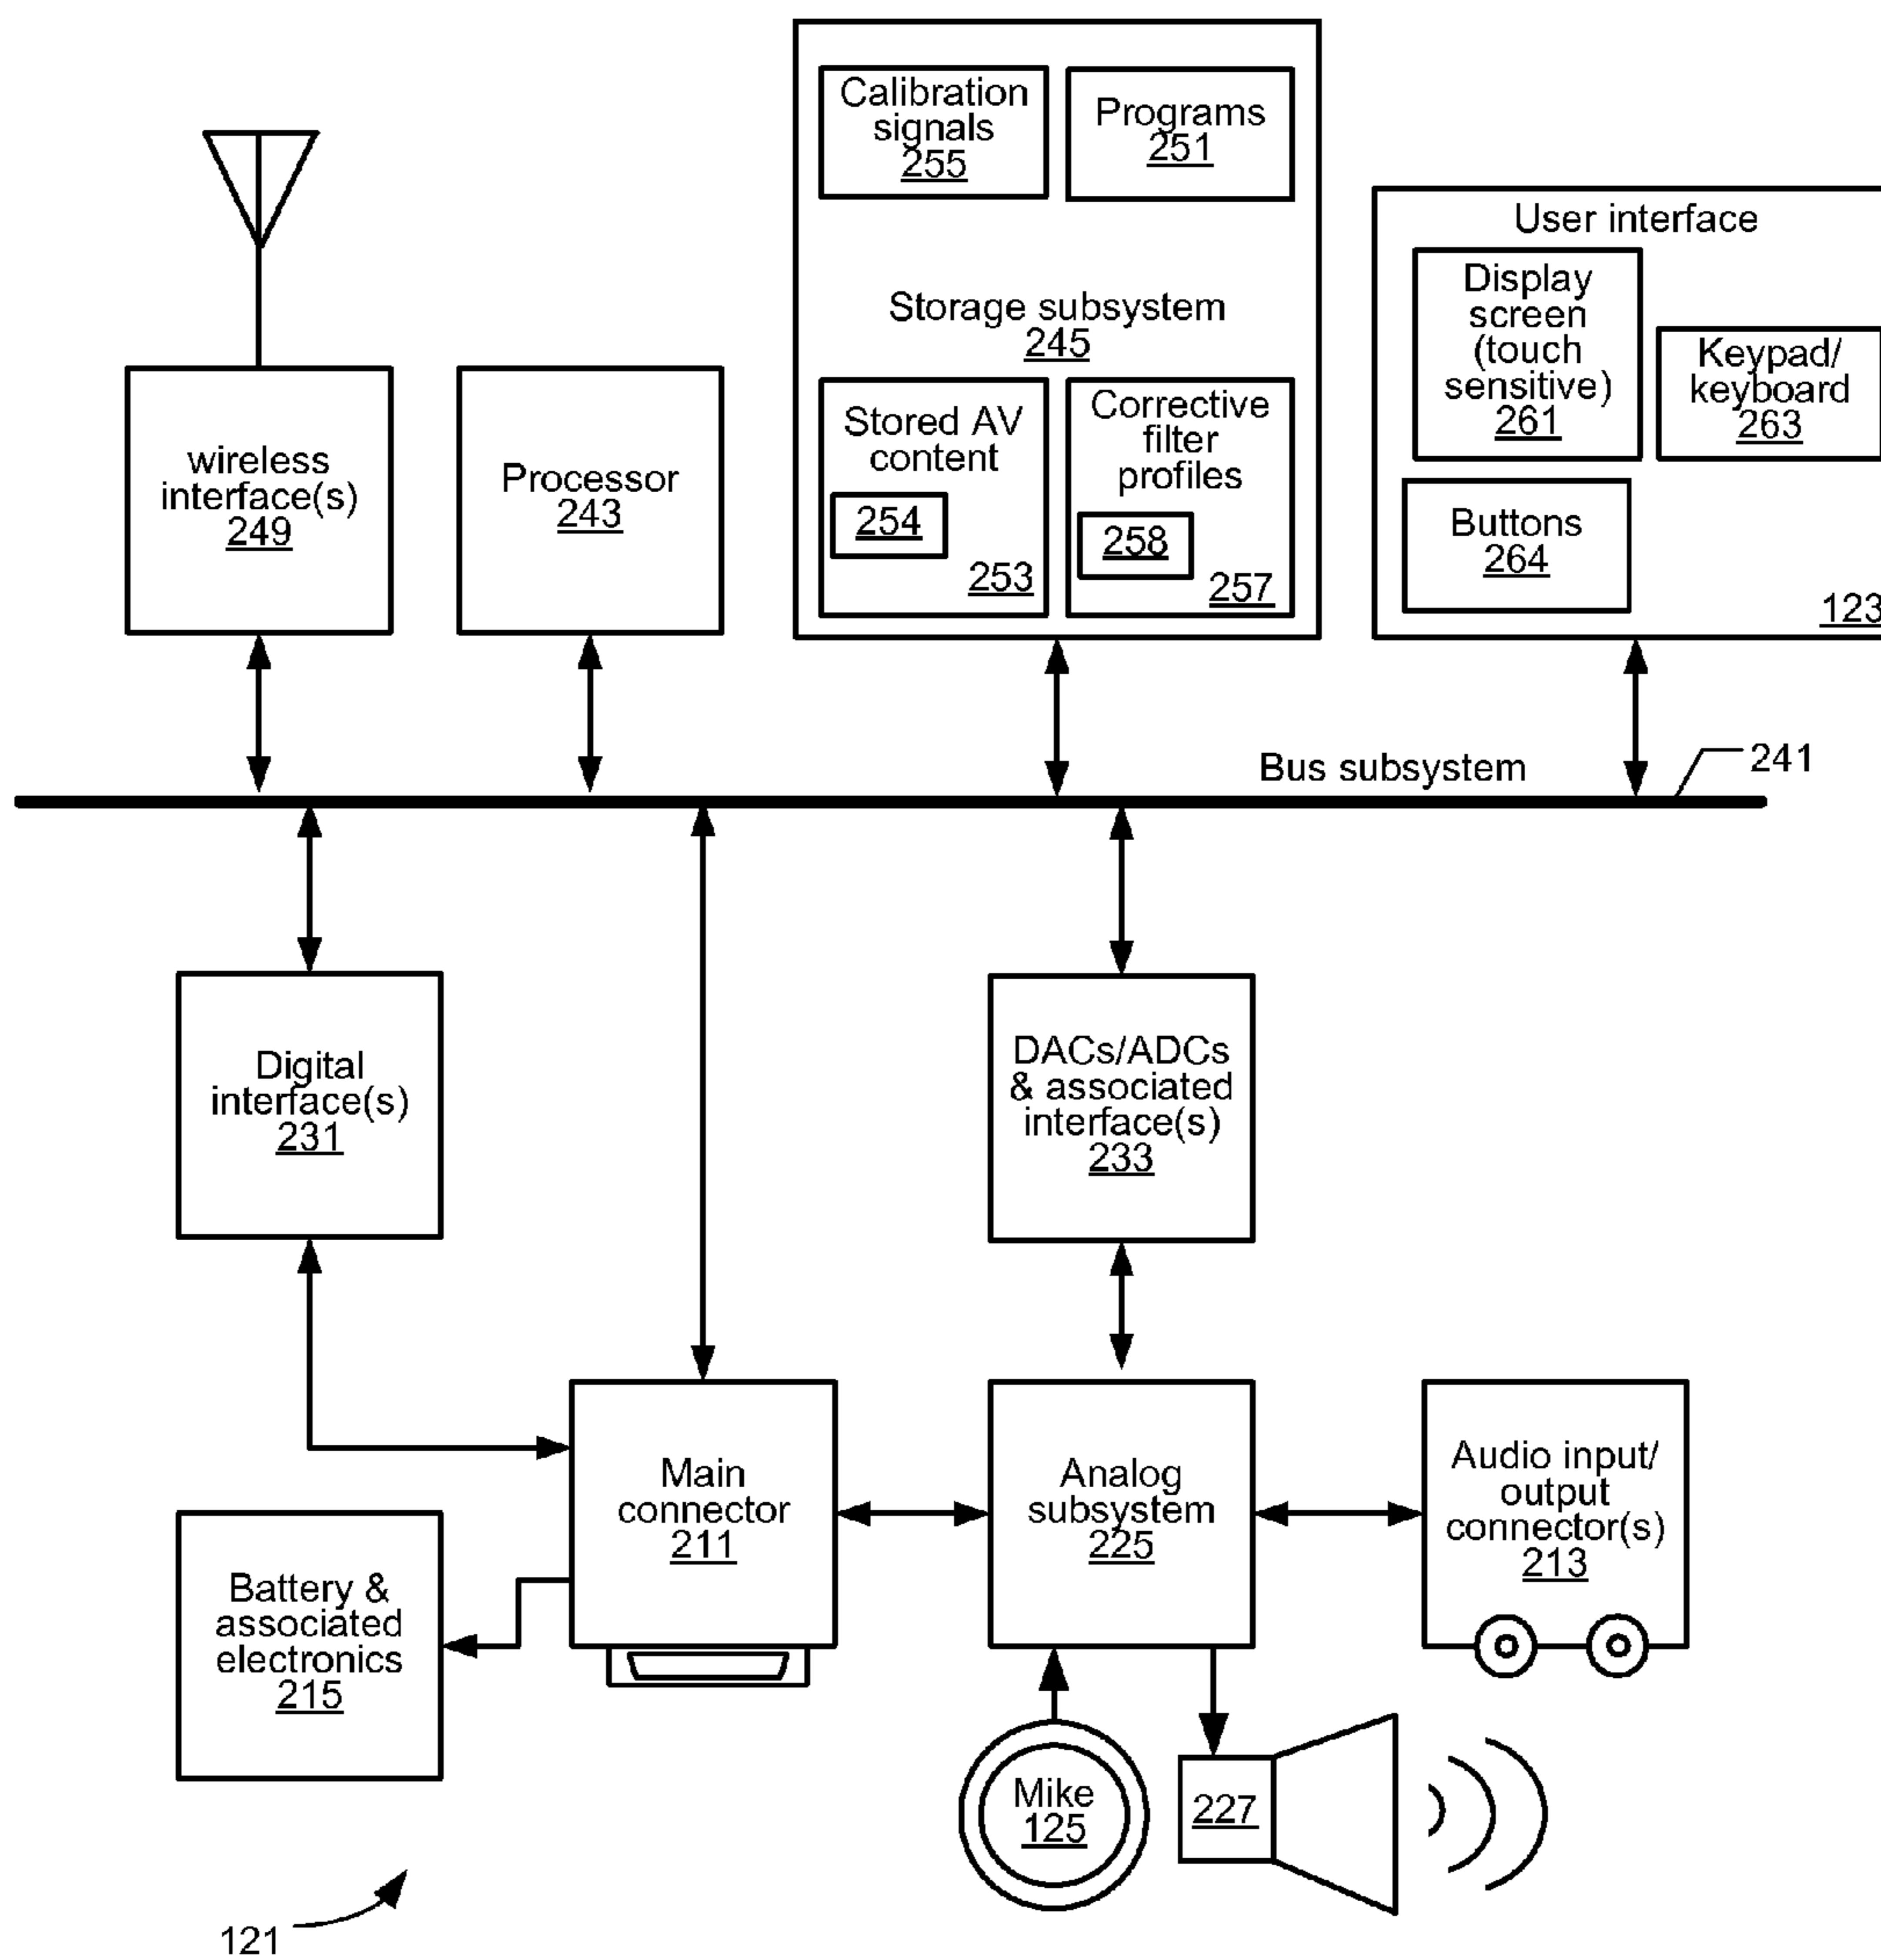 Calibration
signals
255
Programs
251
Storage subsystem
245
Stored AV
content
254
253
Corrective
filter
profiles
258
257
User interface
Display
screen
(touch
sensitive)
261
Keypad/
keyboard
263
Buttons
264
123
wireless
interface(s)
249
Processor
243
Bus subsystem
241
Digital
interface(s)
231
DACs/ADCs
& associated
interface(s)
233
Main
connector
211
Analog
subsystem
225
Audio input/
output
connector(s)
213
Battery &
associated
electronics
215
Mike
125
227
121